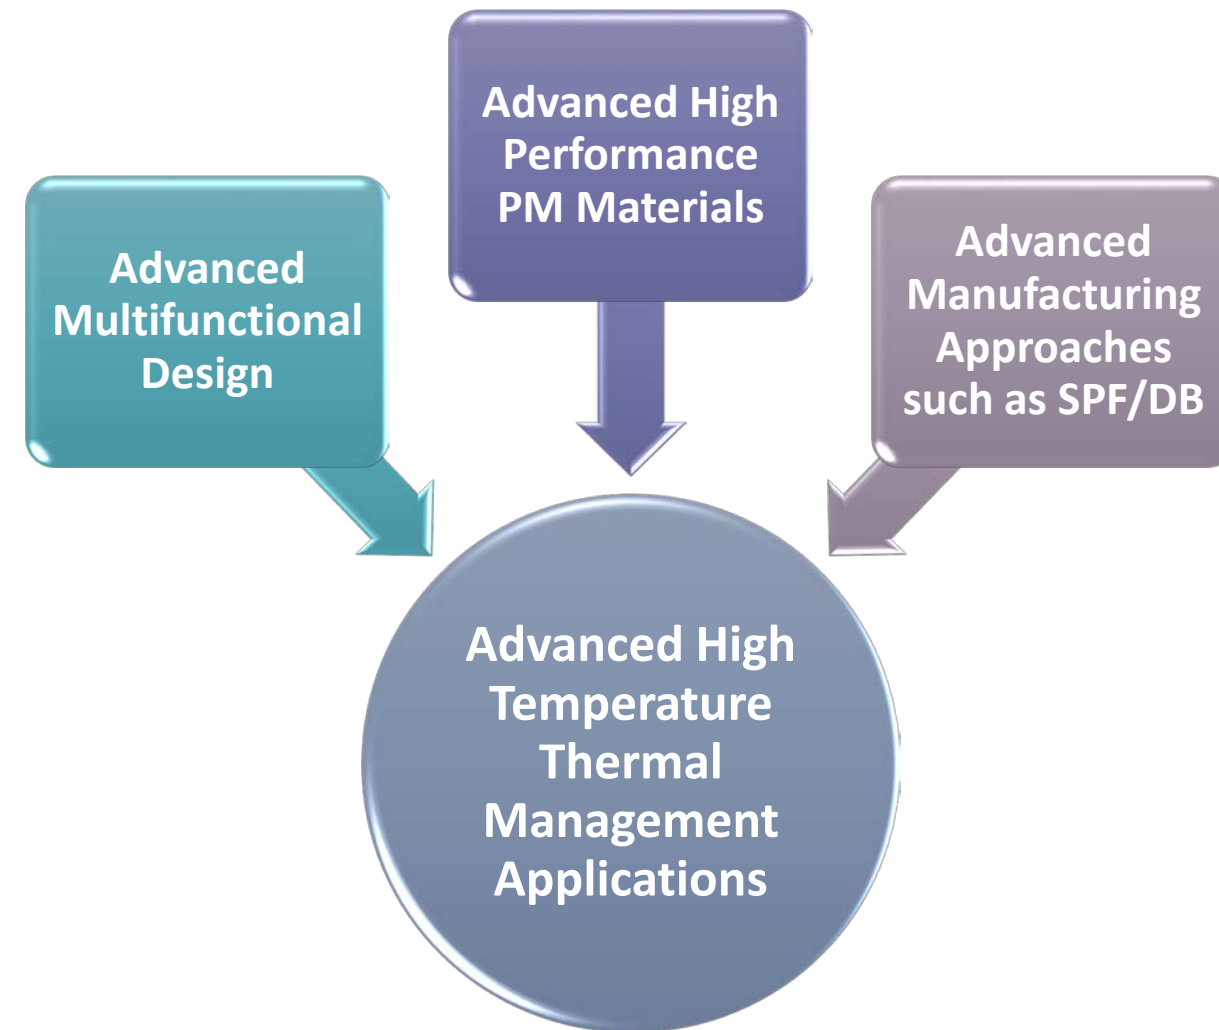 Advanced High
Performance
PM Materials
Advanced
Multifunctional
Design
Advanced
Manufacturing
Approaches
such as SPF/DB
Advanced High
Temperature
Thermal
Management
Applications